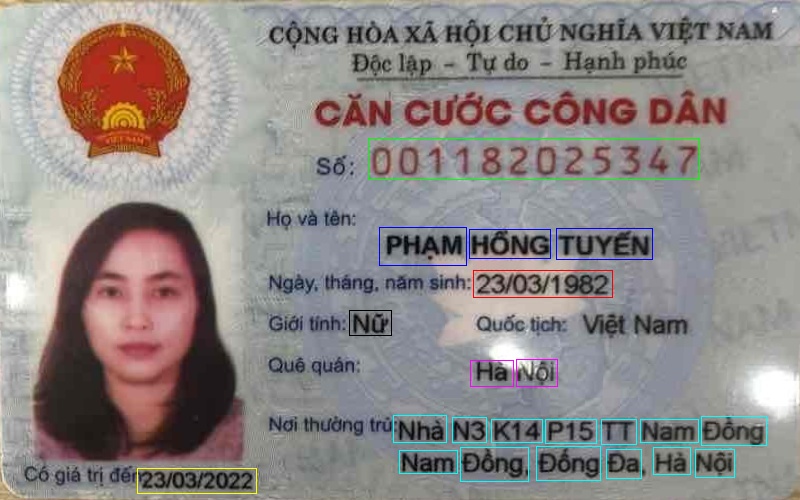 CỘNG HÒA XÃ HỘI CHỦ NGHĨA VIỆT NAM
Độc lập - Tự do - Hạnh phúc
CĂN CƯỚC CÔNG DÂN
Số: 001182025347
Họ và tên:
PHẠM HỒNG TUYẾN
Ngày, tháng, năm sinh: 23/03/1982
Giới tính: Nữ Quốc tịch: Việt Nam
Quê quán:
Hà Nội
Nơi thường trú: Nhà N3 K14 P15 TT Nam Đồng
Nam Đồng, Đống Đa, Hà Nội
Có giá trị đến 23/03/2022